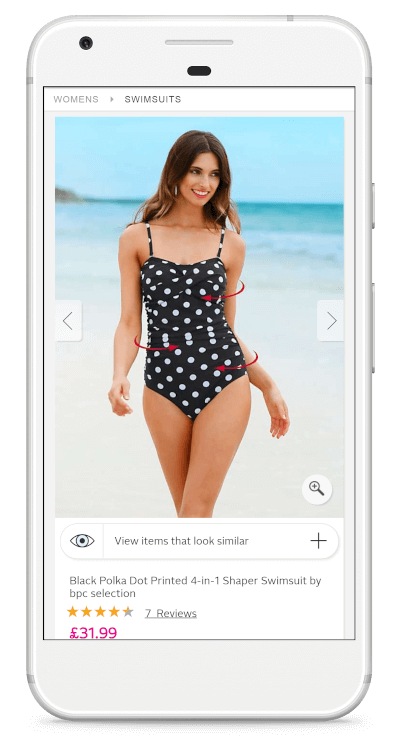 WOMENS SWIMSUITS
View items that look similar
Black Polka Dot Printed 4-in-1 Shaper Swimsuit by
bpc selection
7 Reviews
£31.99